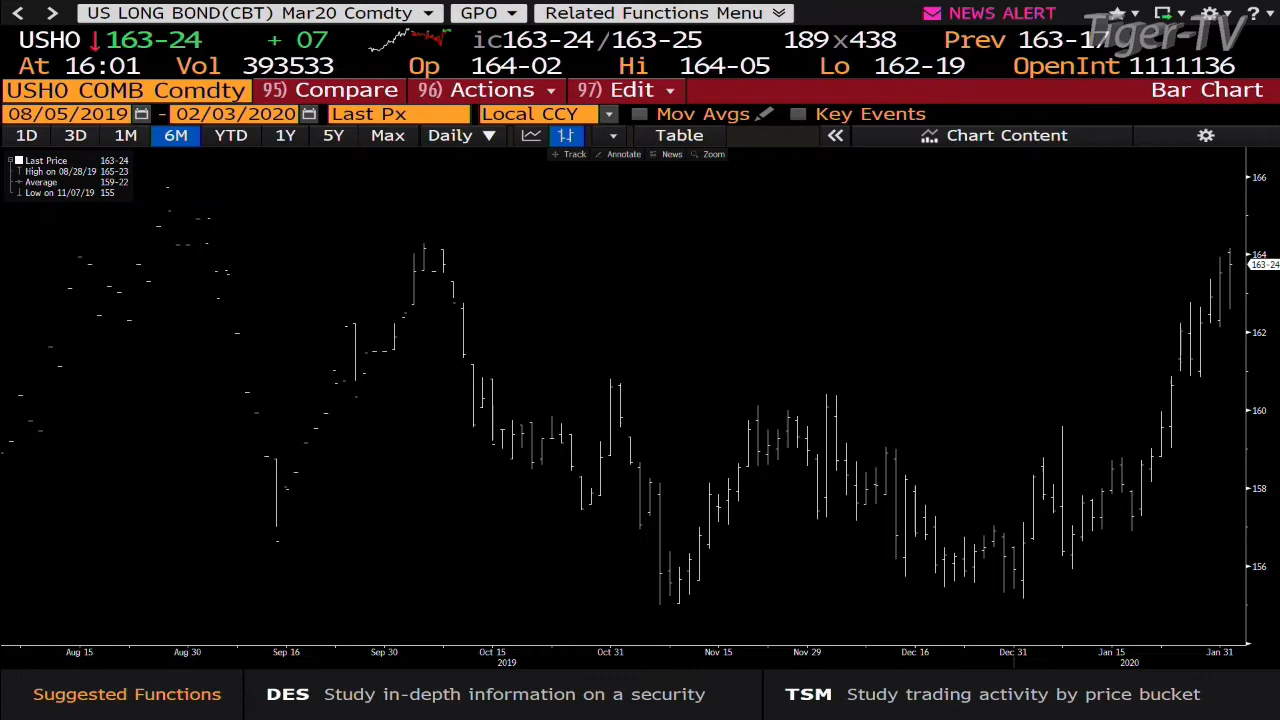 US LONG BOND(CBT) Mar20 Comdty GPO Related Functions Menu NEWS ALERT ?
USH0 163-24 + 07 ic163-24/163-25 189x438 Prev 163-17
Tiger-TV
At 16:01 Vol 393533 Op 164-02 Hi 164-05 Lo 162-19 OpenInt 1111136
USH0 COMB Comdty 95) Compare 96) Actions 97) Edit Bar Chart
08/05/2019 - 02/03/2020 Last Px Local CCY Mov Avgs Key Events
1D 3D 1M 6M YTD 1Y 5Y Max Daily Table Chart Content
Track Annotate News Zoom
Last Price 163-24
High on 08/28/19 165-23
Average 159-22
Low on 11/07/19 155
166
164
163-24
162
160
158
156
Aug 15 Aug 30 Sep 16 Sep 30 Oct 15 Oct 31 Nov 15 Nov 29 Dec 16 Dec 31 Jan 15 Jan 31
2019 2020
Suggested Functions DES Study in-depth information on a security TSM Study trading activity by price bucket